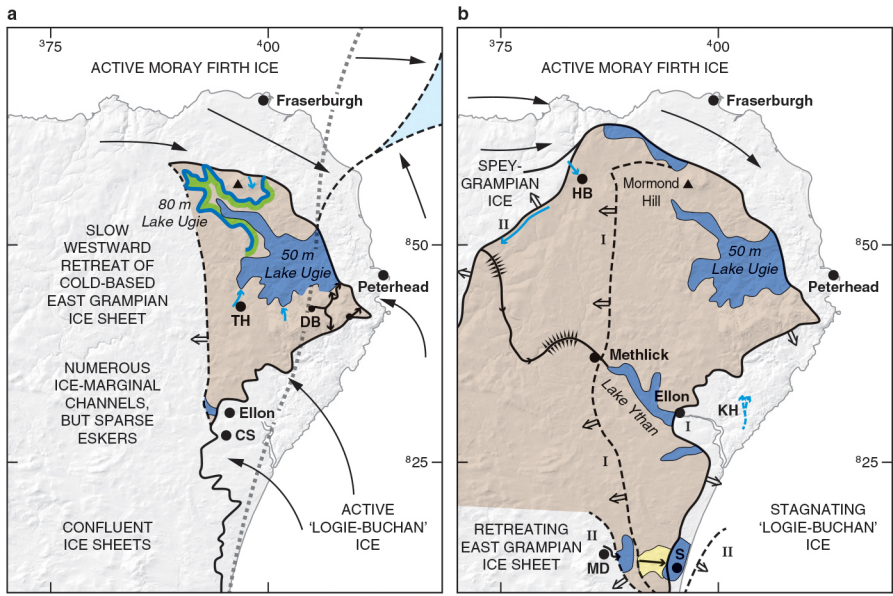 a
³75
⁴00
ACTIVE MORAY FIRTH ICE
Fraserburgh
80 m
Lake Ugie
SLOW
WESTWARD
RETREAT OF
COLD-BASED
EAST GRAMPIAN
ICE SHEET
⁸50
50 m
Lake Ugie
Peterhead
TH
DB
NUMEROUS
ICE-MARGINAL
CHANNELS,
BUT SPARSE
ESKERS
Ellon
CS
⁸25
ACTIVE
'LOGIE-BUCHAN'
ICE
CONFLUENT
ICE SHEETS
b
³75
⁴00
ACTIVE MORAY FIRTH ICE
Fraserburgh
SPEY-
GRAMPIAN
ICE
HB
Mormond
Hill
II
I
⁸50
50 m
Lake Ugie
Peterhead
Methlick
Lake Ythan
Ellon
KH
I
I
⁸25
RETREATING
EAST GRAMPIAN
ICE SHEET
II
MD
S
II
STAGNATING
'LOGIE-BUCHAN'
ICE